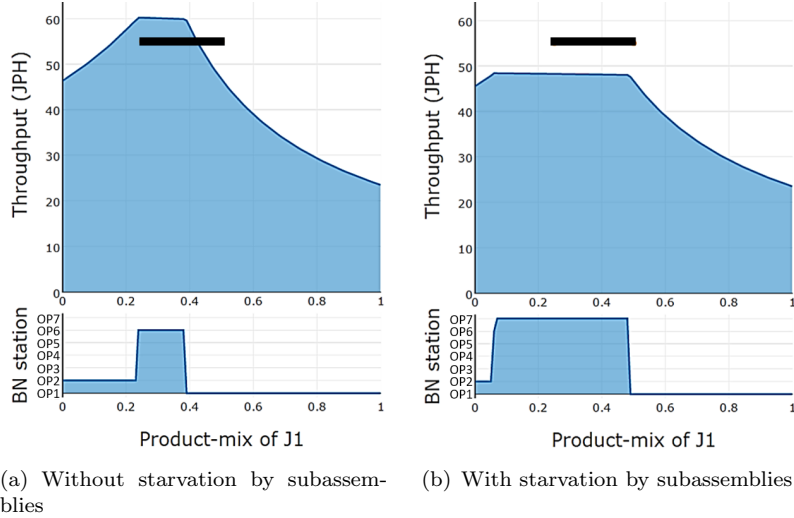 Throughput (JPH)
60
50
40
30
20
10
0
0 0.2 0.4 0.6 0.8 1
BN station
OP7
OP6
OP5
OP4
OP3
OP2
OP1
0 0.2 0.4 0.6 0.8 1
Product-mix of J1
(a) Without starvation by subassem-
blies
Throughput (JPH)
60
50
40
30
20
10
0
0 0.2 0.4 0.6 0.8 1
BN station
OP7
OP6
OP5
OP4
OP3
OP2
OP1
0 0.2 0.4 0.6 0.8 1
Product-mix of J1
(b) With starvation by subassemblies